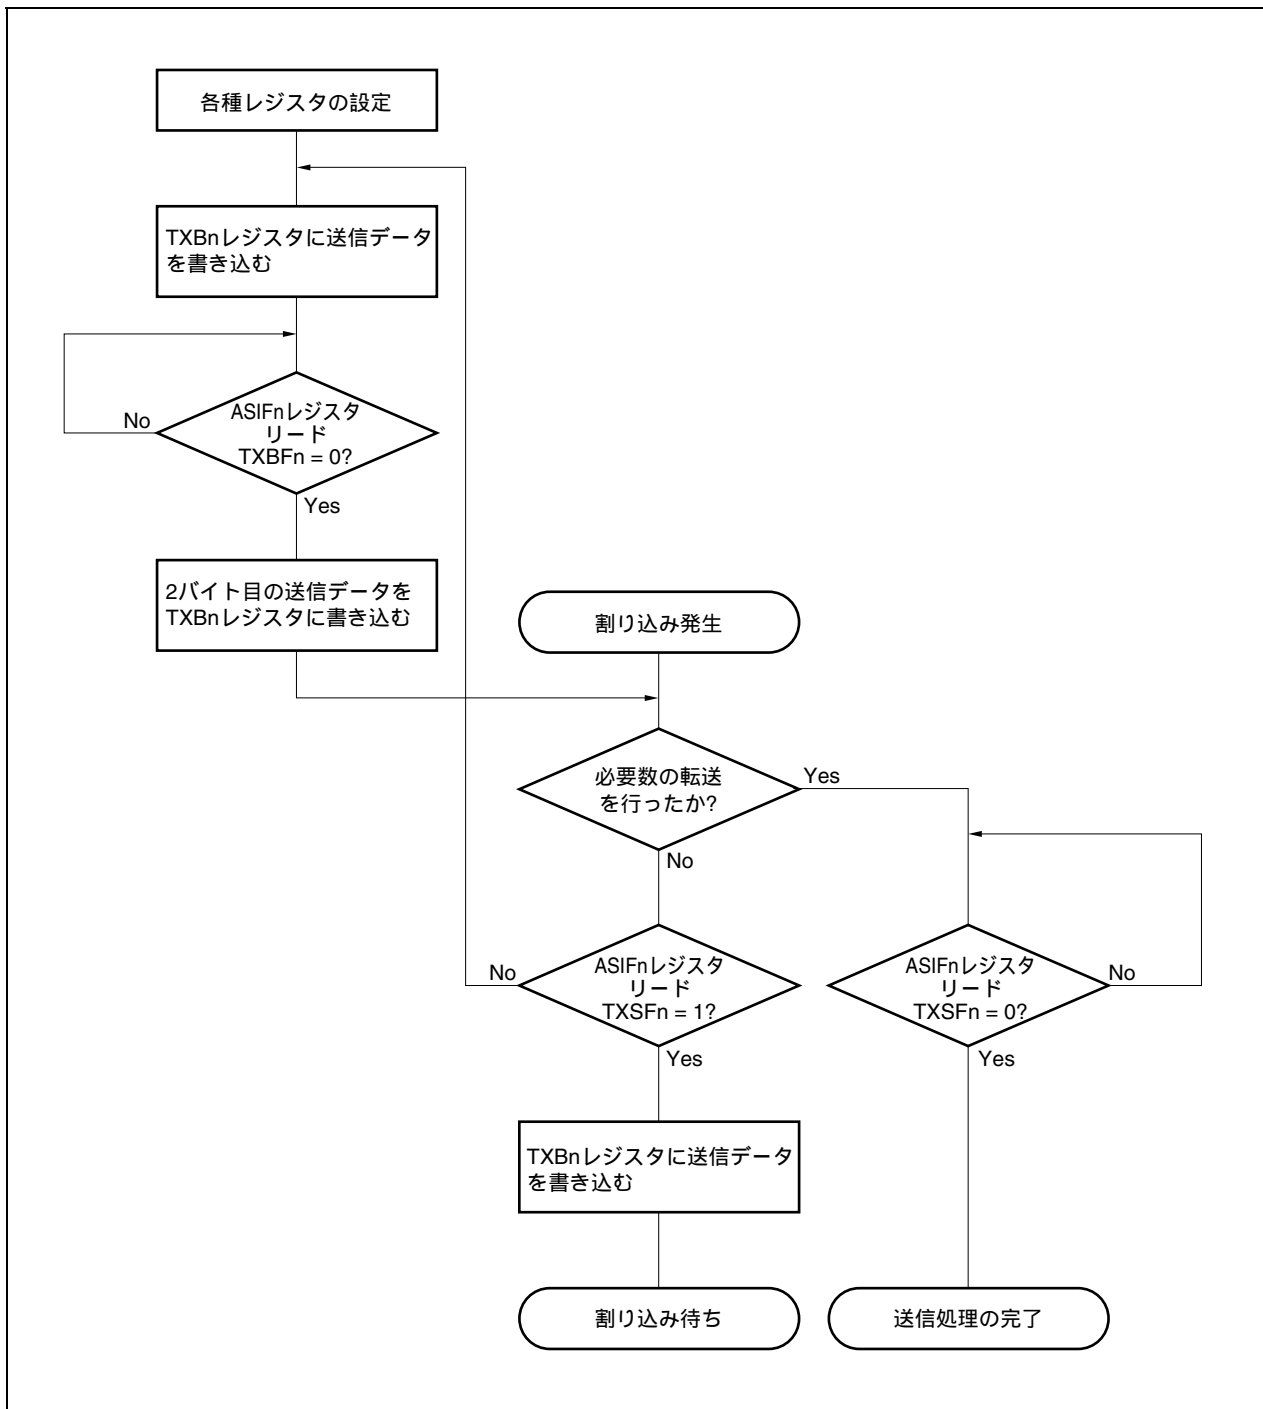 各種レジスタの設定
TXBnレジスタに送信データ
を書き込む
No
ASIFnレジスタ
リード
TXBFn = 0?
Yes
2バイト目の送信データを
TXBnレジスタに書き込む
割り込み発生
必要数の転送
を行ったか?
Yes
No
No
ASIFnレジスタ
リード
TXSFn = 1?
Yes
ASIFnレジスタ
リード
TXSFn = 0?
No
Yes
TXBnレジスタに送信データ
を書き込む
割り込み待ち
送信処理の完了